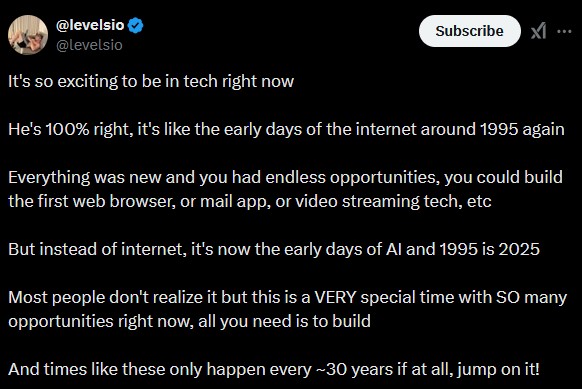 @levelsio
@levelsio
Subscribe
It's so exciting to be in tech right now
He's 100% right, it's like the early days of the internet around 1995 again
Everything was new and you had endless opportunities, you could build
the first web browser, or mail app, or video streaming tech, etc
But instead of internet, it's now the early days of AI and 1995 is 2025
Most people don't realize it but this is a VERY special time with SO many
opportunities right now, all you need is to build
And times like these only happen every ~30 years if at all, jump on it!